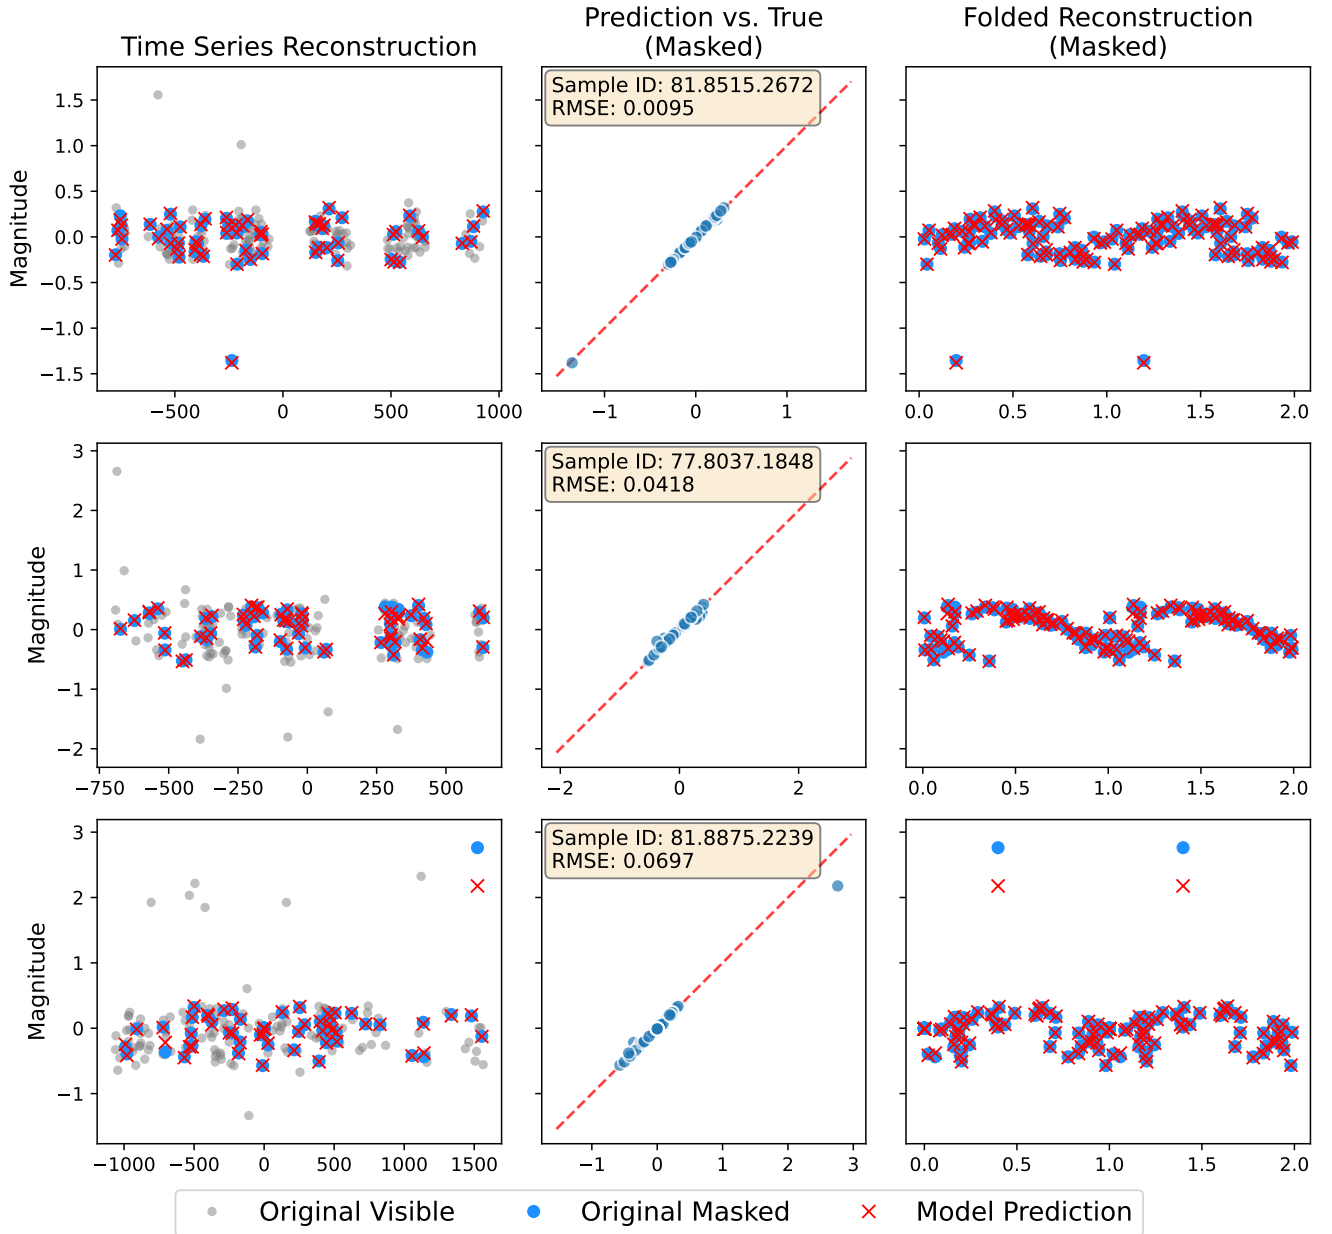 Time Series Reconstruction
Prediction vs. True
(Masked)
Folded Reconstruction
(Masked)
Magnitude
1.5
1.0
0.5
0.0
−0.5
−1.0
−1.5
Sample ID: 81.8515.2672
RMSE: 0.0095
−500 0 500 1000
−1 0 1
0.0 0.5 1.0 1.5 2.0
Magnitude
3
2
1
0
−1
−2
Sample ID: 77.8037.1848
RMSE: 0.0418
−750 −500 −250 0 250 500
−2 0 2
0.0 0.5 1.0 1.5 2.0
Magnitude
3
2
1
0
−1
Sample ID: 81.8875.2239
RMSE: 0.0697
−1000 −500 0 500 1000 1500
−1 0 1 2 3
0.0 0.5 1.0 1.5 2.0
Original Visible Original Masked Model Prediction